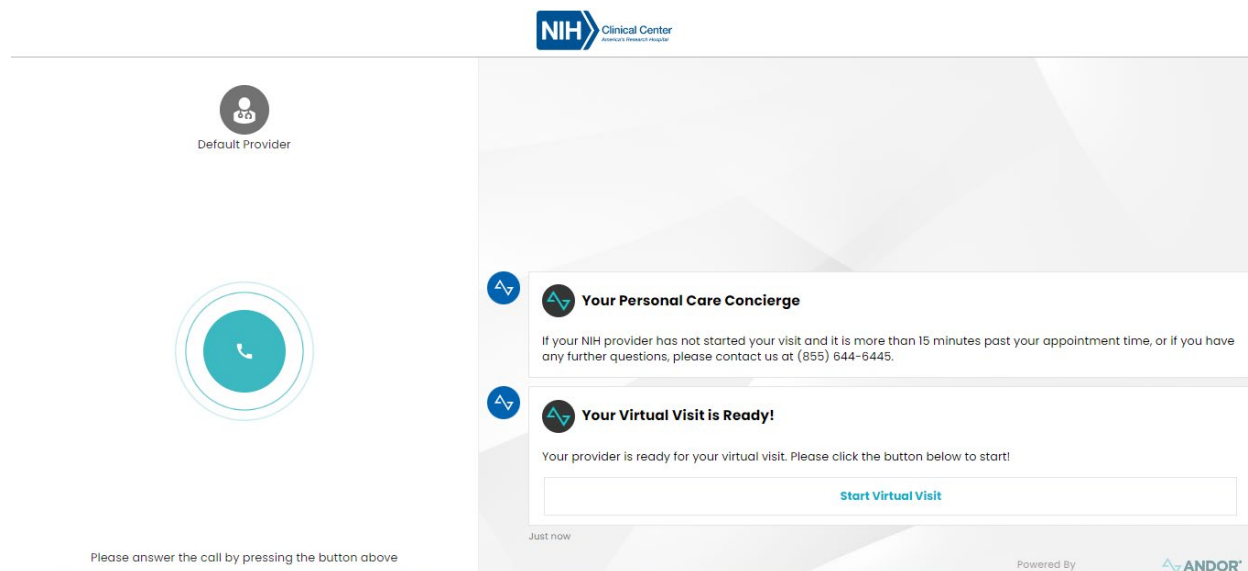 NIH Clinical Center
America's Research Hospital
Default Provider
Please answer the call by pressing the button above
Your Personal Care Concierge
If your NIH provider has not started your visit and it is more than 15 minutes past your appointment time, or if you have
any further questions, please contact us at (855) 644-6445.
Your Virtual Visit is Ready!
Your provider is ready for your virtual visit. Please click the button below to start!
Start Virtual Visit
Just now
Powered By
ANDOR